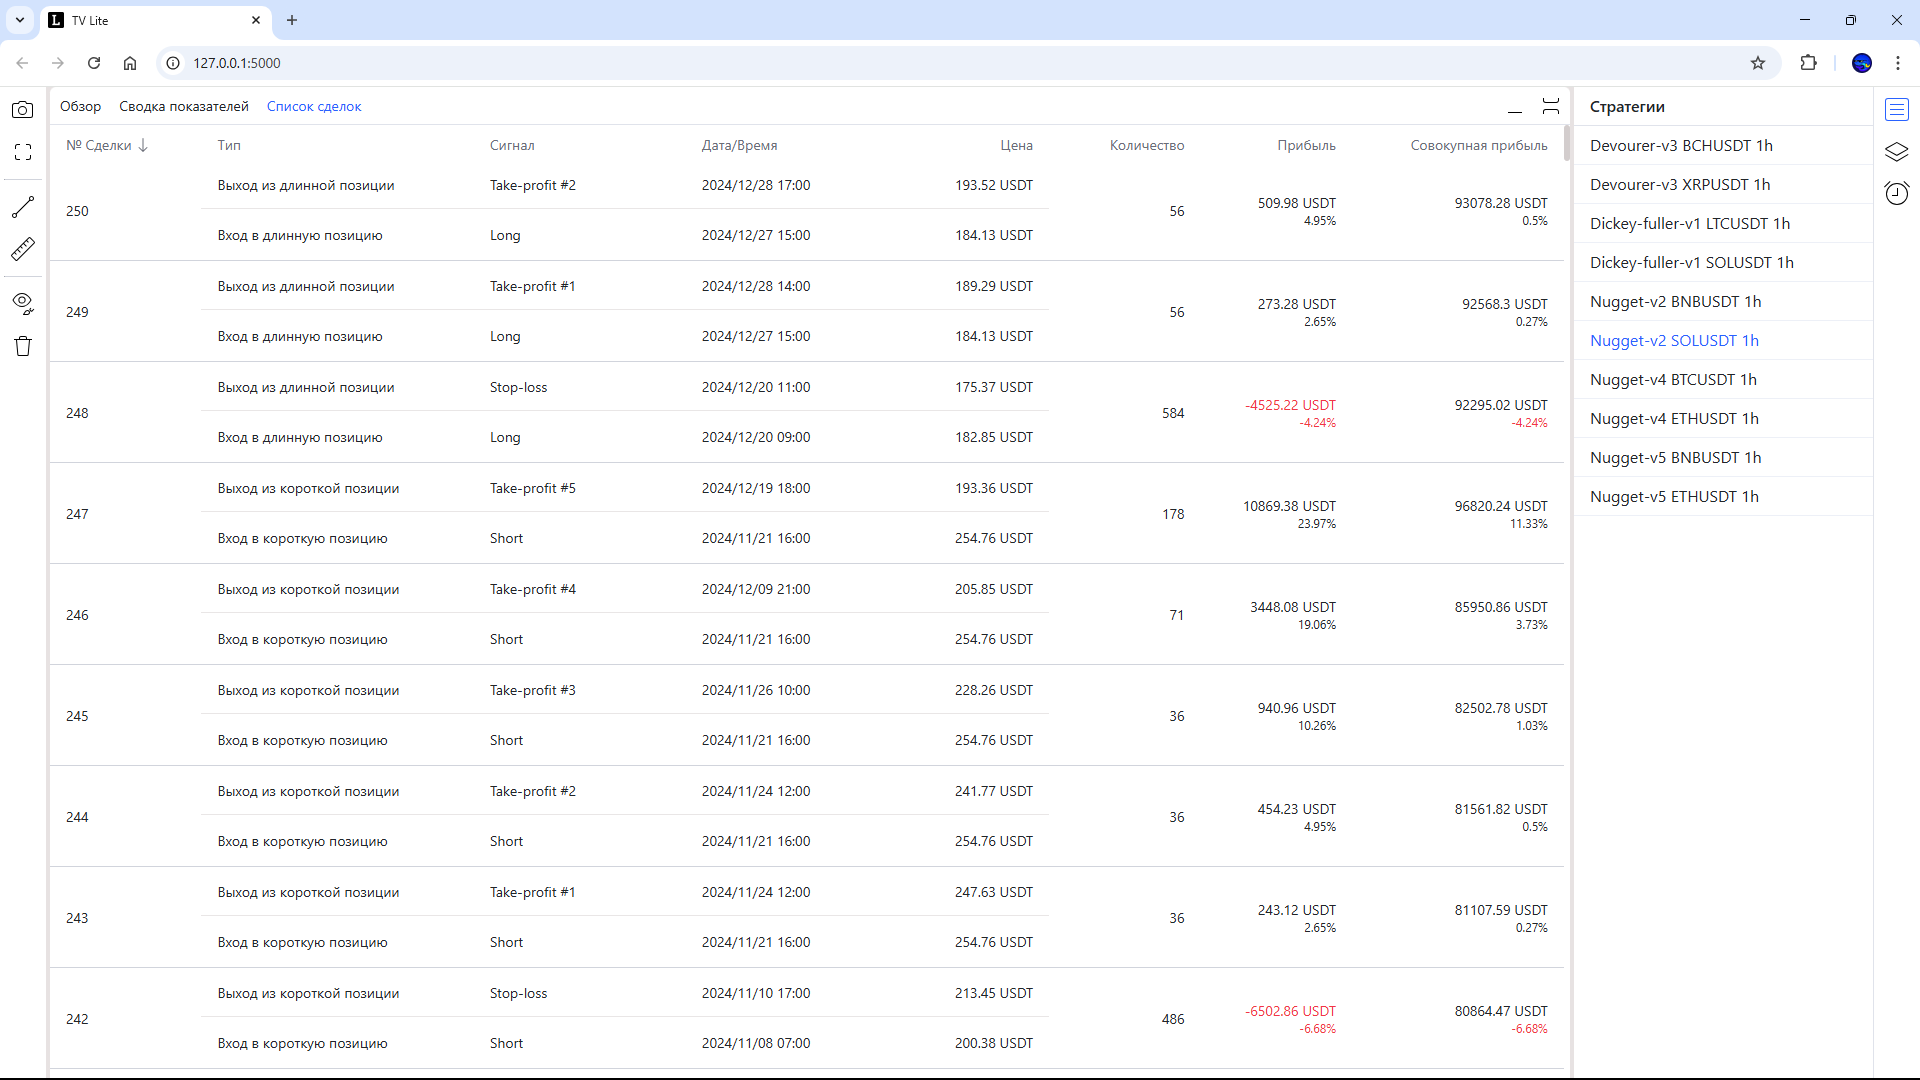 TV Lite
127.0.0.1:5000
Обзор Сводка показателей Список сделок
№ Сделки Тип Сигнал Дата/Время Цена Количество Прибыль Совокупная прибыль
250
Выход из длинной позиции Take-profit #2 2024/12/28 17:00 193.52 USDT
Вход в длинную позицию Long 2024/12/27 15:00 184.13 USDT
56
509.98 USDT
4.95%
93078.28 USDT
0.5%
249
Выход из длинной позиции Take-profit #1 2024/12/28 14:00 189.29 USDT
Вход в длинную позицию Long 2024/12/27 15:00 184.13 USDT
56
273.28 USDT
2.65%
92568.3 USDT
0.27%
248
Выход из длинной позиции Stop-loss 2024/12/20 11:00 175.37 USDT
Вход в длинную позицию Long 2024/12/20 09:00 182.85 USDT
584
-4525.22 USDT
-4.24%
92295.02 USDT
-4.24%
247
Выход из короткой позиции Take-profit #5 2024/12/19 18:00 193.36 USDT
Вход в короткую позицию Short 2024/11/21 16:00 254.76 USDT
178
10869.38 USDT
23.97%
96820.24 USDT
11.33%
246
Выход из короткой позиции Take-profit #4 2024/12/09 21:00 205.85 USDT
Вход в короткую позицию Short 2024/11/21 16:00 254.76 USDT
71
3448.08 USDT
19.06%
85950.86 USDT
3.73%
245
Выход из короткой позиции Take-profit #3 2024/11/26 10:00 228.26 USDT
Вход в короткую позицию Short 2024/11/21 16:00 254.76 USDT
36
940.96 USDT
10.26%
82502.78 USDT
1.03%
244
Выход из короткой позиции Take-profit #2 2024/11/24 12:00 241.77 USDT
Вход в короткую позицию Short 2024/11/21 16:00 254.76 USDT
36
454.23 USDT
4.95%
81561.82 USDT
0.5%
243
Выход из короткой позиции Take-profit #1 2024/11/24 12:00 247.63 USDT
Вход в короткую позицию Short 2024/11/21 16:00 254.76 USDT
36
243.12 USDT
2.65%
81107.59 USDT
0.27%
242
Выход из короткой позиции Stop-loss 2024/11/10 17:00 213.45 USDT
Вход в короткую позицию Short 2024/11/08 07:00 200.38 USDT
486
-6502.86 USDT
-6.68%
80864.47 USDT
-6.68%
Стратегии
Devourer-v3 BCHUSDT 1h
Devourer-v3 XRPUSDT 1h
Dickey-fuller-v1 LTCUSDT 1h
Dickey-fuller-v1 SOLUSDT 1h
Nugget-v2 BNBUSDT 1h
Nugget-v2 SOLUSDT 1h
Nugget-v4 BTCUSDT 1h
Nugget-v4 ETHUSDT 1h
Nugget-v5 BNBUSDT 1h
Nugget-v5 ETHUSDT 1h